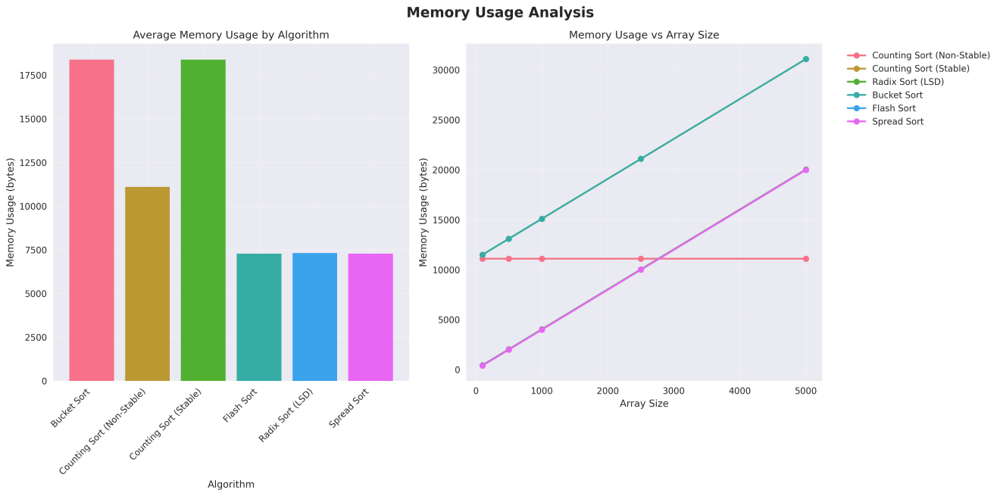 Memory Usage Analysis
Average Memory Usage by Algorithm
Memory Usage (bytes)
17500
15000
12500
10000
7500
5000
2500
0
Bucket Sort
Counting Sort (Non-Stable)
Counting Sort (Stable)
Flash Sort
Radix Sort (LSD)
Spread Sort
Algorithm
Memory Usage vs Array Size
Memory Usage (bytes)
30000
25000
20000
15000
10000
5000
0
0 1000 2000 3000 4000 5000
Array Size
Counting Sort (Non-Stable)
Counting Sort (Stable)
Radix Sort (LSD)
Bucket Sort
Flash Sort
Spread Sort